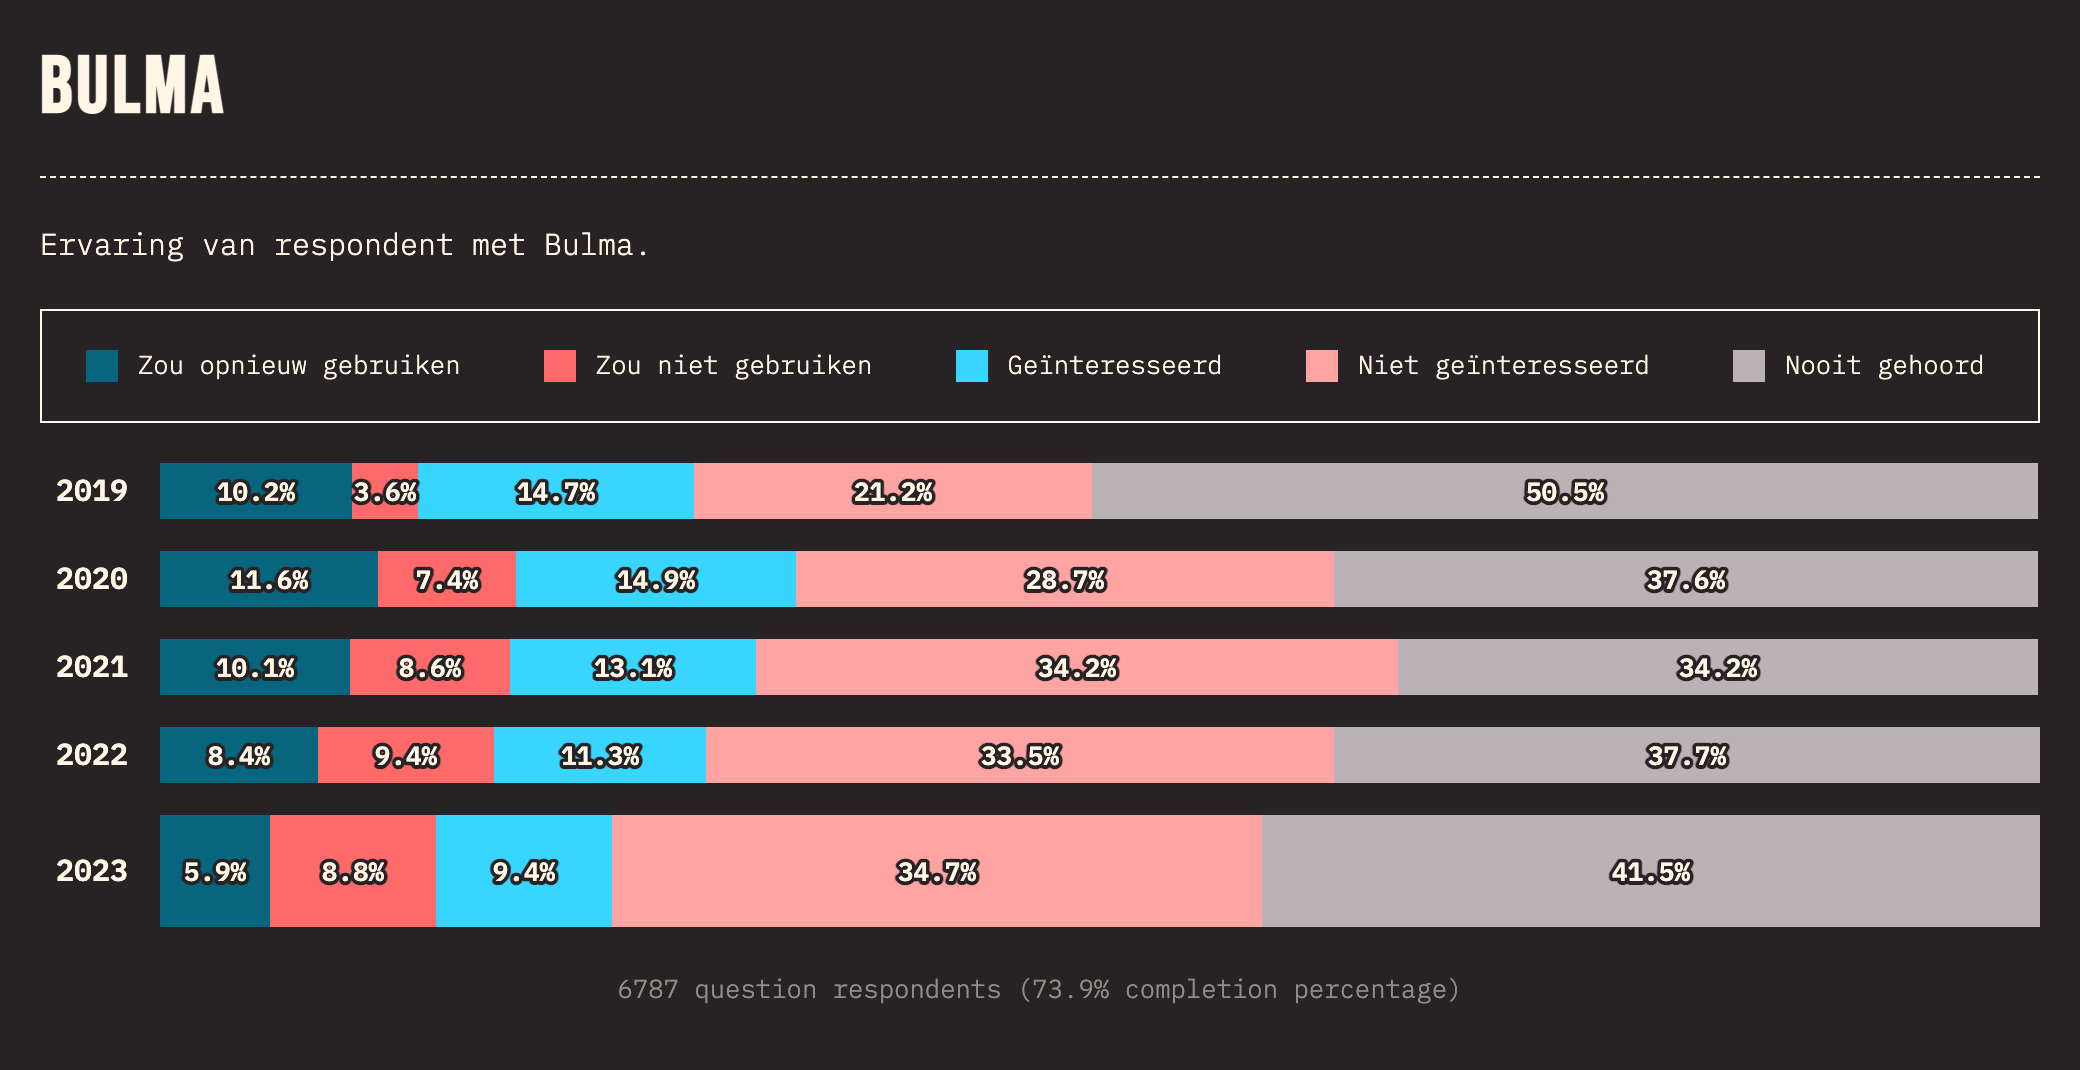 BULMA
Ervaring van respondent met Bulma.
Zou opnieuw gebruiken Zou niet gebruiken Geïnteresseerd Niet geïnteresseerd Nooit gehoord
2019 10.2% 3.6% 14.7% 21.2% 50.5%
2020 11.6% 7.4% 14.9% 28.7% 37.6%
2021 10.1% 8.6% 13.1% 34.2% 34.2%
2022 8.4% 9.4% 11.3% 33.5% 37.7%
2023 5.9% 8.8% 9.4% 34.7% 41.5%
6787 question respondents (73.9% completion percentage)